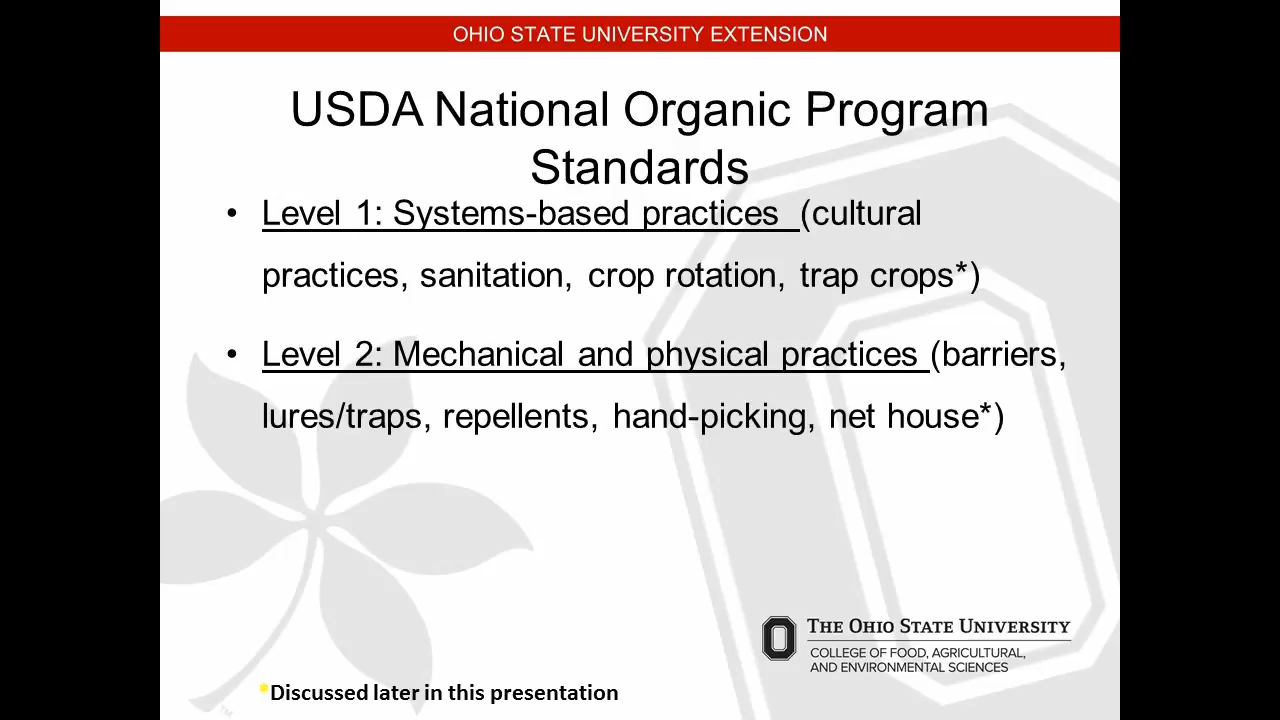 OHIO STATE UNIVERSITY EXTENSION
USDA National Organic Program
Standards
• Level 1: Systems-based practices (cultural
practices, sanitation, crop rotation, trap crops*)
• Level 2: Mechanical and physical practices (barriers,
lures/traps, repellents, hand-picking, net house*)
THE OHIO STATE UNIVERSITY
COLLEGE OF FOOD, AGRICULTURAL,
AND ENVIRONMENTAL SCIENCES
*Discussed later in this presentation
TM